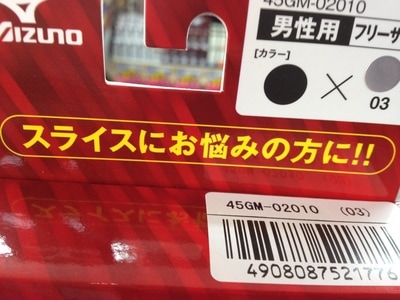 MIZUNO
45GM-02010
男性用 フリーサ
[カラー]
×
03
スライスにお悩みの方に!!
45GM-02010 (03)
4908087521776